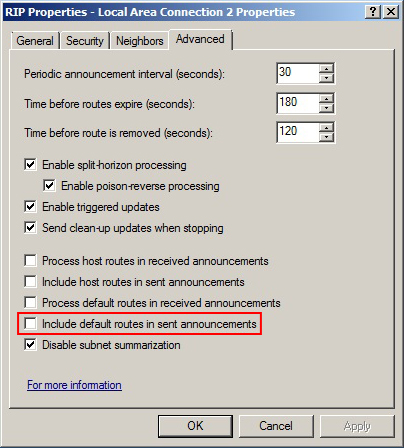 RIP Properties - Local Area Connection 2 Properties
General Security Neighbors Advanced
Periodic announcement interval (seconds): 30
Time before routes expire (seconds): 180
Time before route is removed (seconds): 120
Enable split-horizon processing
Enable poison-reverse processing
Enable triggered updates
Send clean-up updates when stopping
Process host routes in received announcements
Include host routes in sent announcements
Process default routes in received announcements
Include default routes in sent announcements
Disable subnet summarization
For more information
OK Cancel Apply